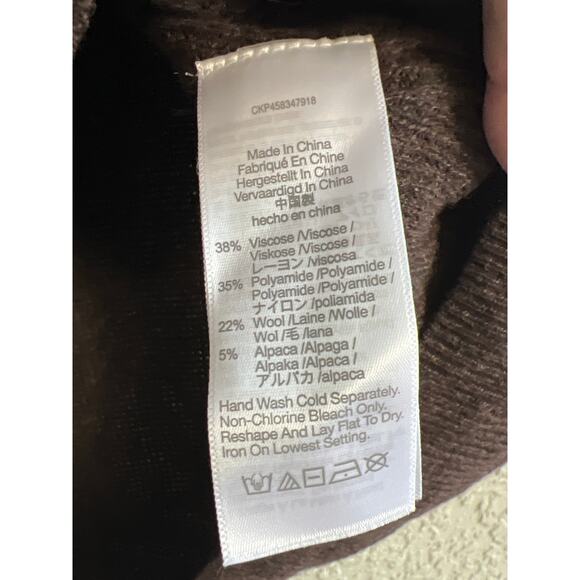 CKP458347918
Made In China
Fabriqué En Chine
Hergestellt In China
Vervaardigd In China
中国製
hecho en china
38% Viscose /Viscose /
Viskose /Viscose /
レーヨン /viscosa
35% Polyamide /Polyamide /
Polyamide /Polyamide /
ナイロン /poliamida
22% Wool /Laine /Wolle /
Wol /毛 /lana
5% Alpaca /Alpaga /
Alpaka /Alpaca /
アルパカ /alpaca
Hand Wash Cold Separately.
Non-Chlorine Bleach Only.
Reshape And Lay Flat To Dry.
Iron On Lowest Setting.